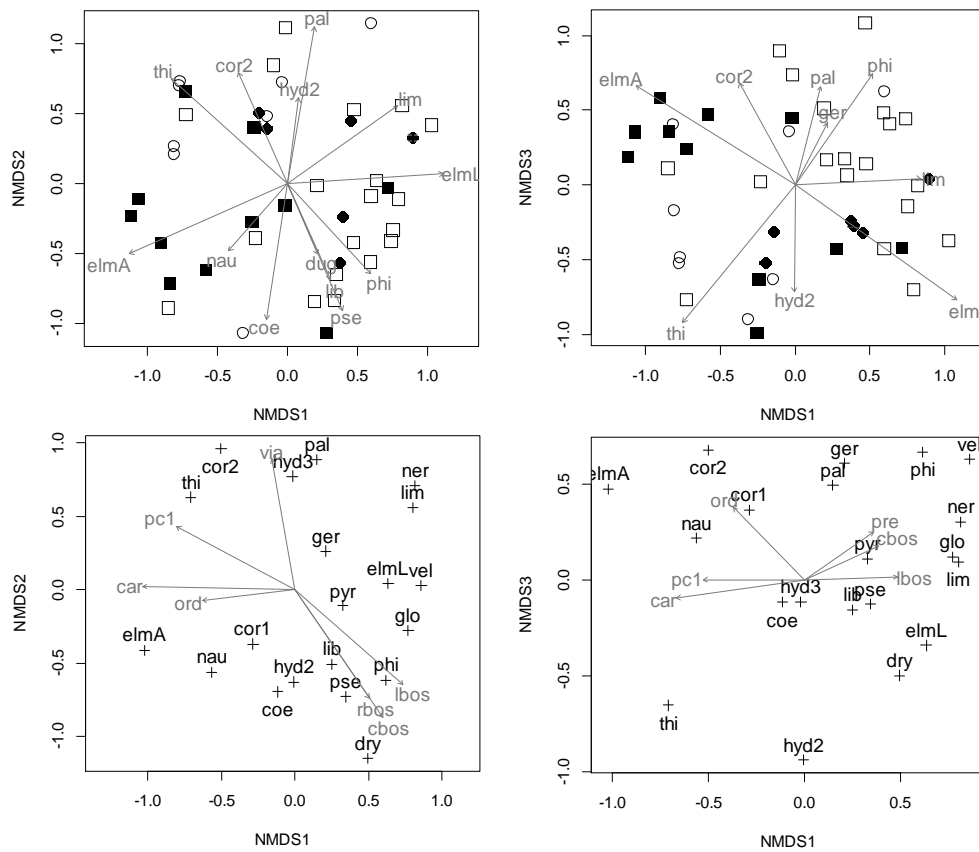 pal
thi
cor2
hyd2
lim
elmL
elmA
nau
dug
lib
phi
coe
pse
NMDS2
1.0
0.5
0.0
-0.5
-1.0
-1.0
-0.5
0.0
0.5
1.0
NMDS1
elmA
cor2
pal
phi
ger
lim
hyd2
thi
elm
NMDS3
1.0
0.5
0.0
-0.5
-1.0
-1.0
-0.5
0.0
0.5
1.0
NMDS1
via
cor2
hyd3
pal
ner
thi
lim
pc1
ger
car
ord
elmL
vel
pyr
glo
elmA
nau
cor1
lib
hyd2
phi
coe
pse
lbos
rbos
cbos
dry
NMDS2
1.0
0.5
0.0
-0.5
-1.0
-1.0
-0.5
0.0
0.5
1.0
NMDS1
elmA
cor2
ger
phi
vel
pal
ord
cor1
nau
pre
cbos
ner
pyr
glo
pc1
lbos
lim
car
hyd3
coe
lib
pse
elmL
dry
thi
hyd2
NMDS3
0.5
0.0
-0.5
-1.0
-1.0
-0.5
0.0
0.5
NMDS1